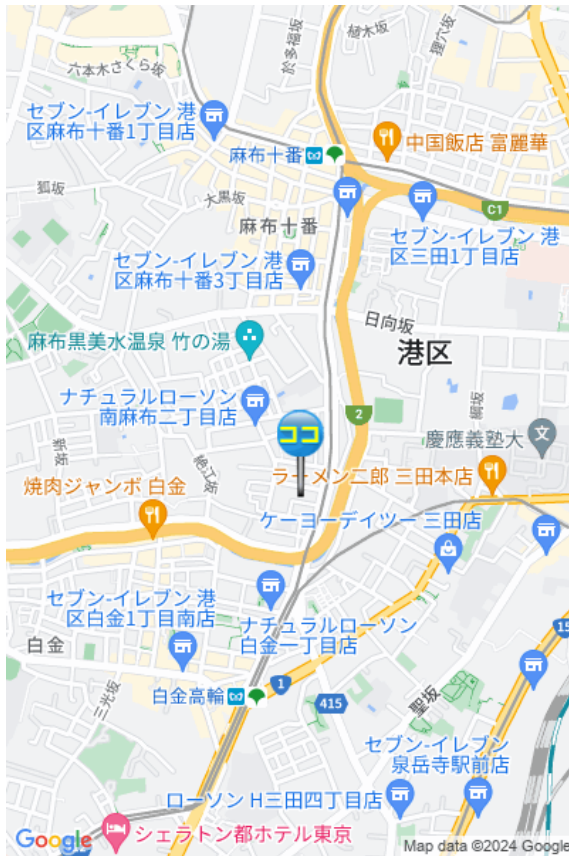 於多福坂
植木坂
狸穴坂
六本木さくら坂
セブン-イレブン 港
区麻布十番1丁目店
麻布十番
中国飯店 富麗華
狐坂
大黒坂
C1
麻布十番
セブン-イレブン 港
区三田1丁目店
セブン-イレブン 港
区麻布十番3丁目店
日向坂
麻布黒美水温泉 竹の湯
港区
ナチュラルローソン
南麻布二丁目店
2
綱坂
ココ
慶應義塾大
新坂
絶江坂
ラーメン二郎 三田本店
焼肉ジャンボ 白金
ケーヨーデイツー 三田店
セブン-イレブン 港
区白金1丁目南店
ナチュラルローソン
白金一丁目店
15
白金
白金高輪
1
三光坂
415
聖坂
セブン-イレブン
泉岳寺駅前店
ローソン H三田四丁目店
Google
シェラトン都ホテル東京
Map data ©2024 Google